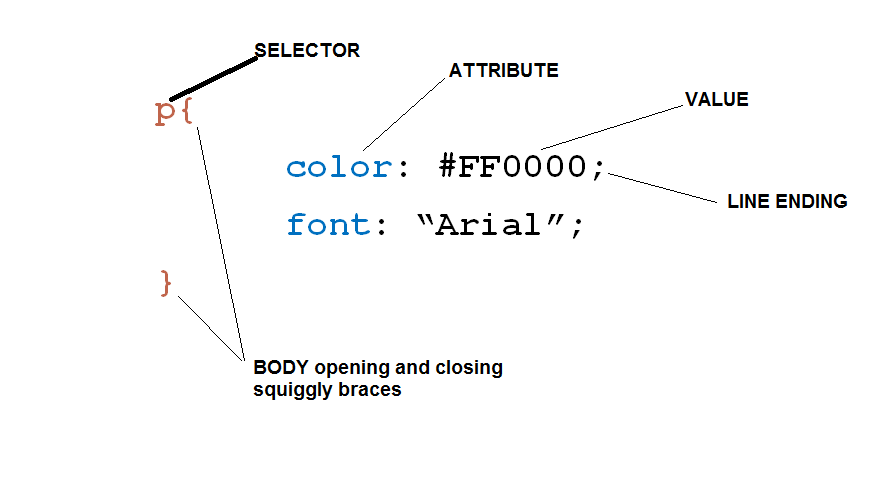 SELECTOR
ATTRIBUTE
VALUE
p{
color: #FF0000;
LINE ENDING
font: “Arial”;
}
BODY opening and closing
squiggly braces